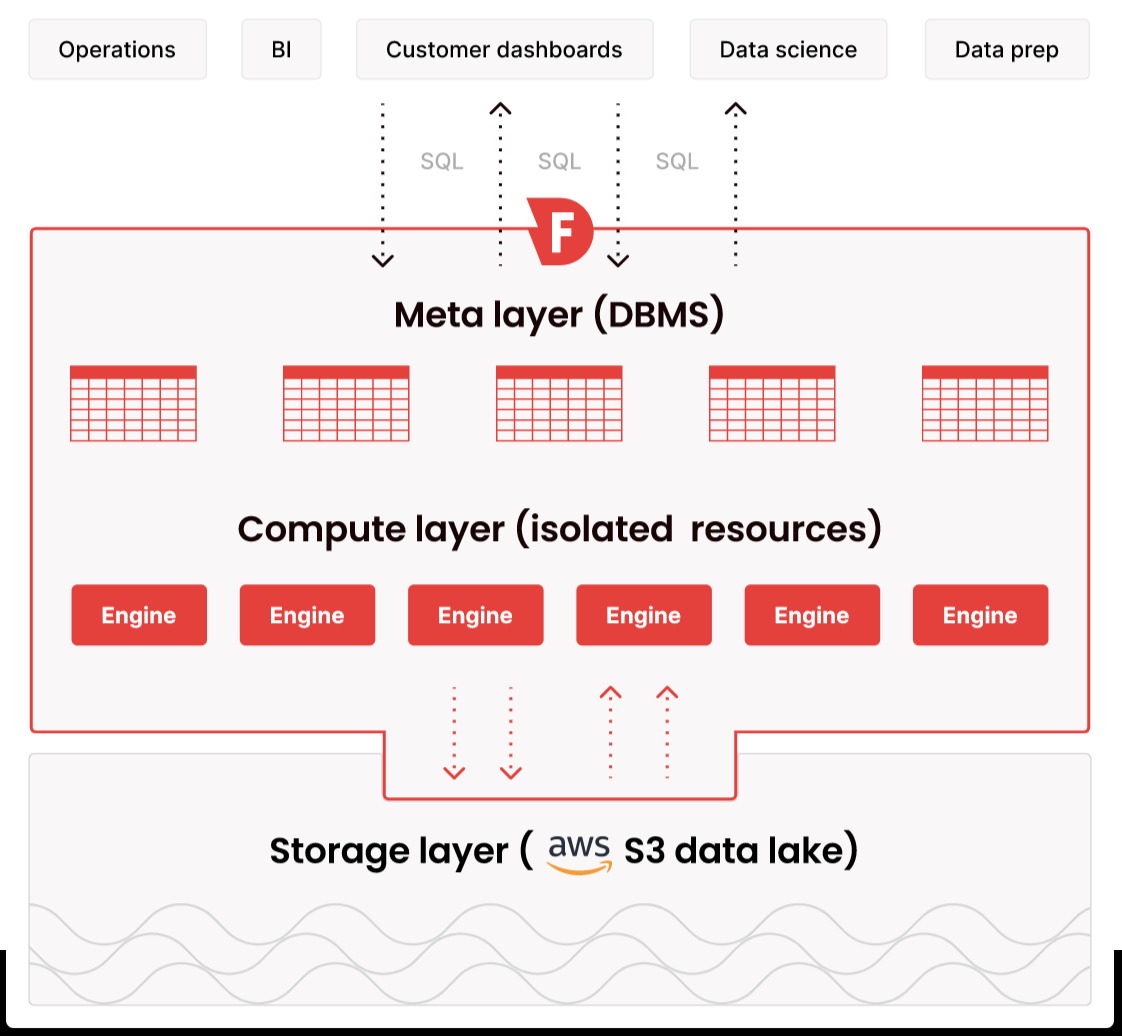 Operations
BI
Customer dashboards
Data science
Data prep
SQL
SQL
SQL
F
Meta layer (DBMS)
Compute layer (isolated resources)
Engine
Engine
Engine
Engine
Engine
Engine
Storage layer ( aws S3 data lake)